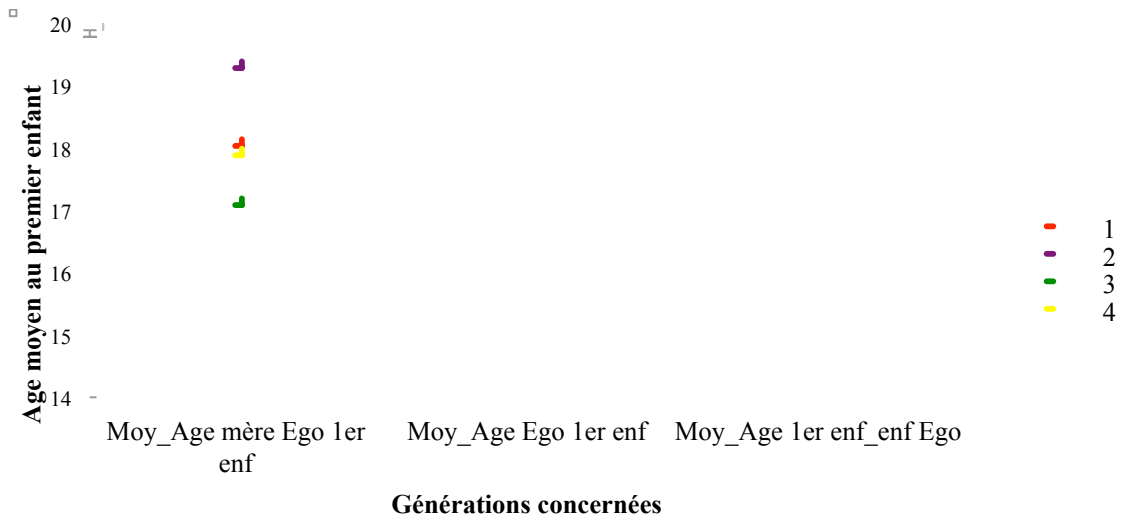 Age moyen au premier enfant
20
19
18
17
16
15
14
Moy_Age mère Ego 1er
enf
Moy_Age Ego 1er enf
Moy_Age 1er enf_enf Ego
Générations concernées
1
2
3
4